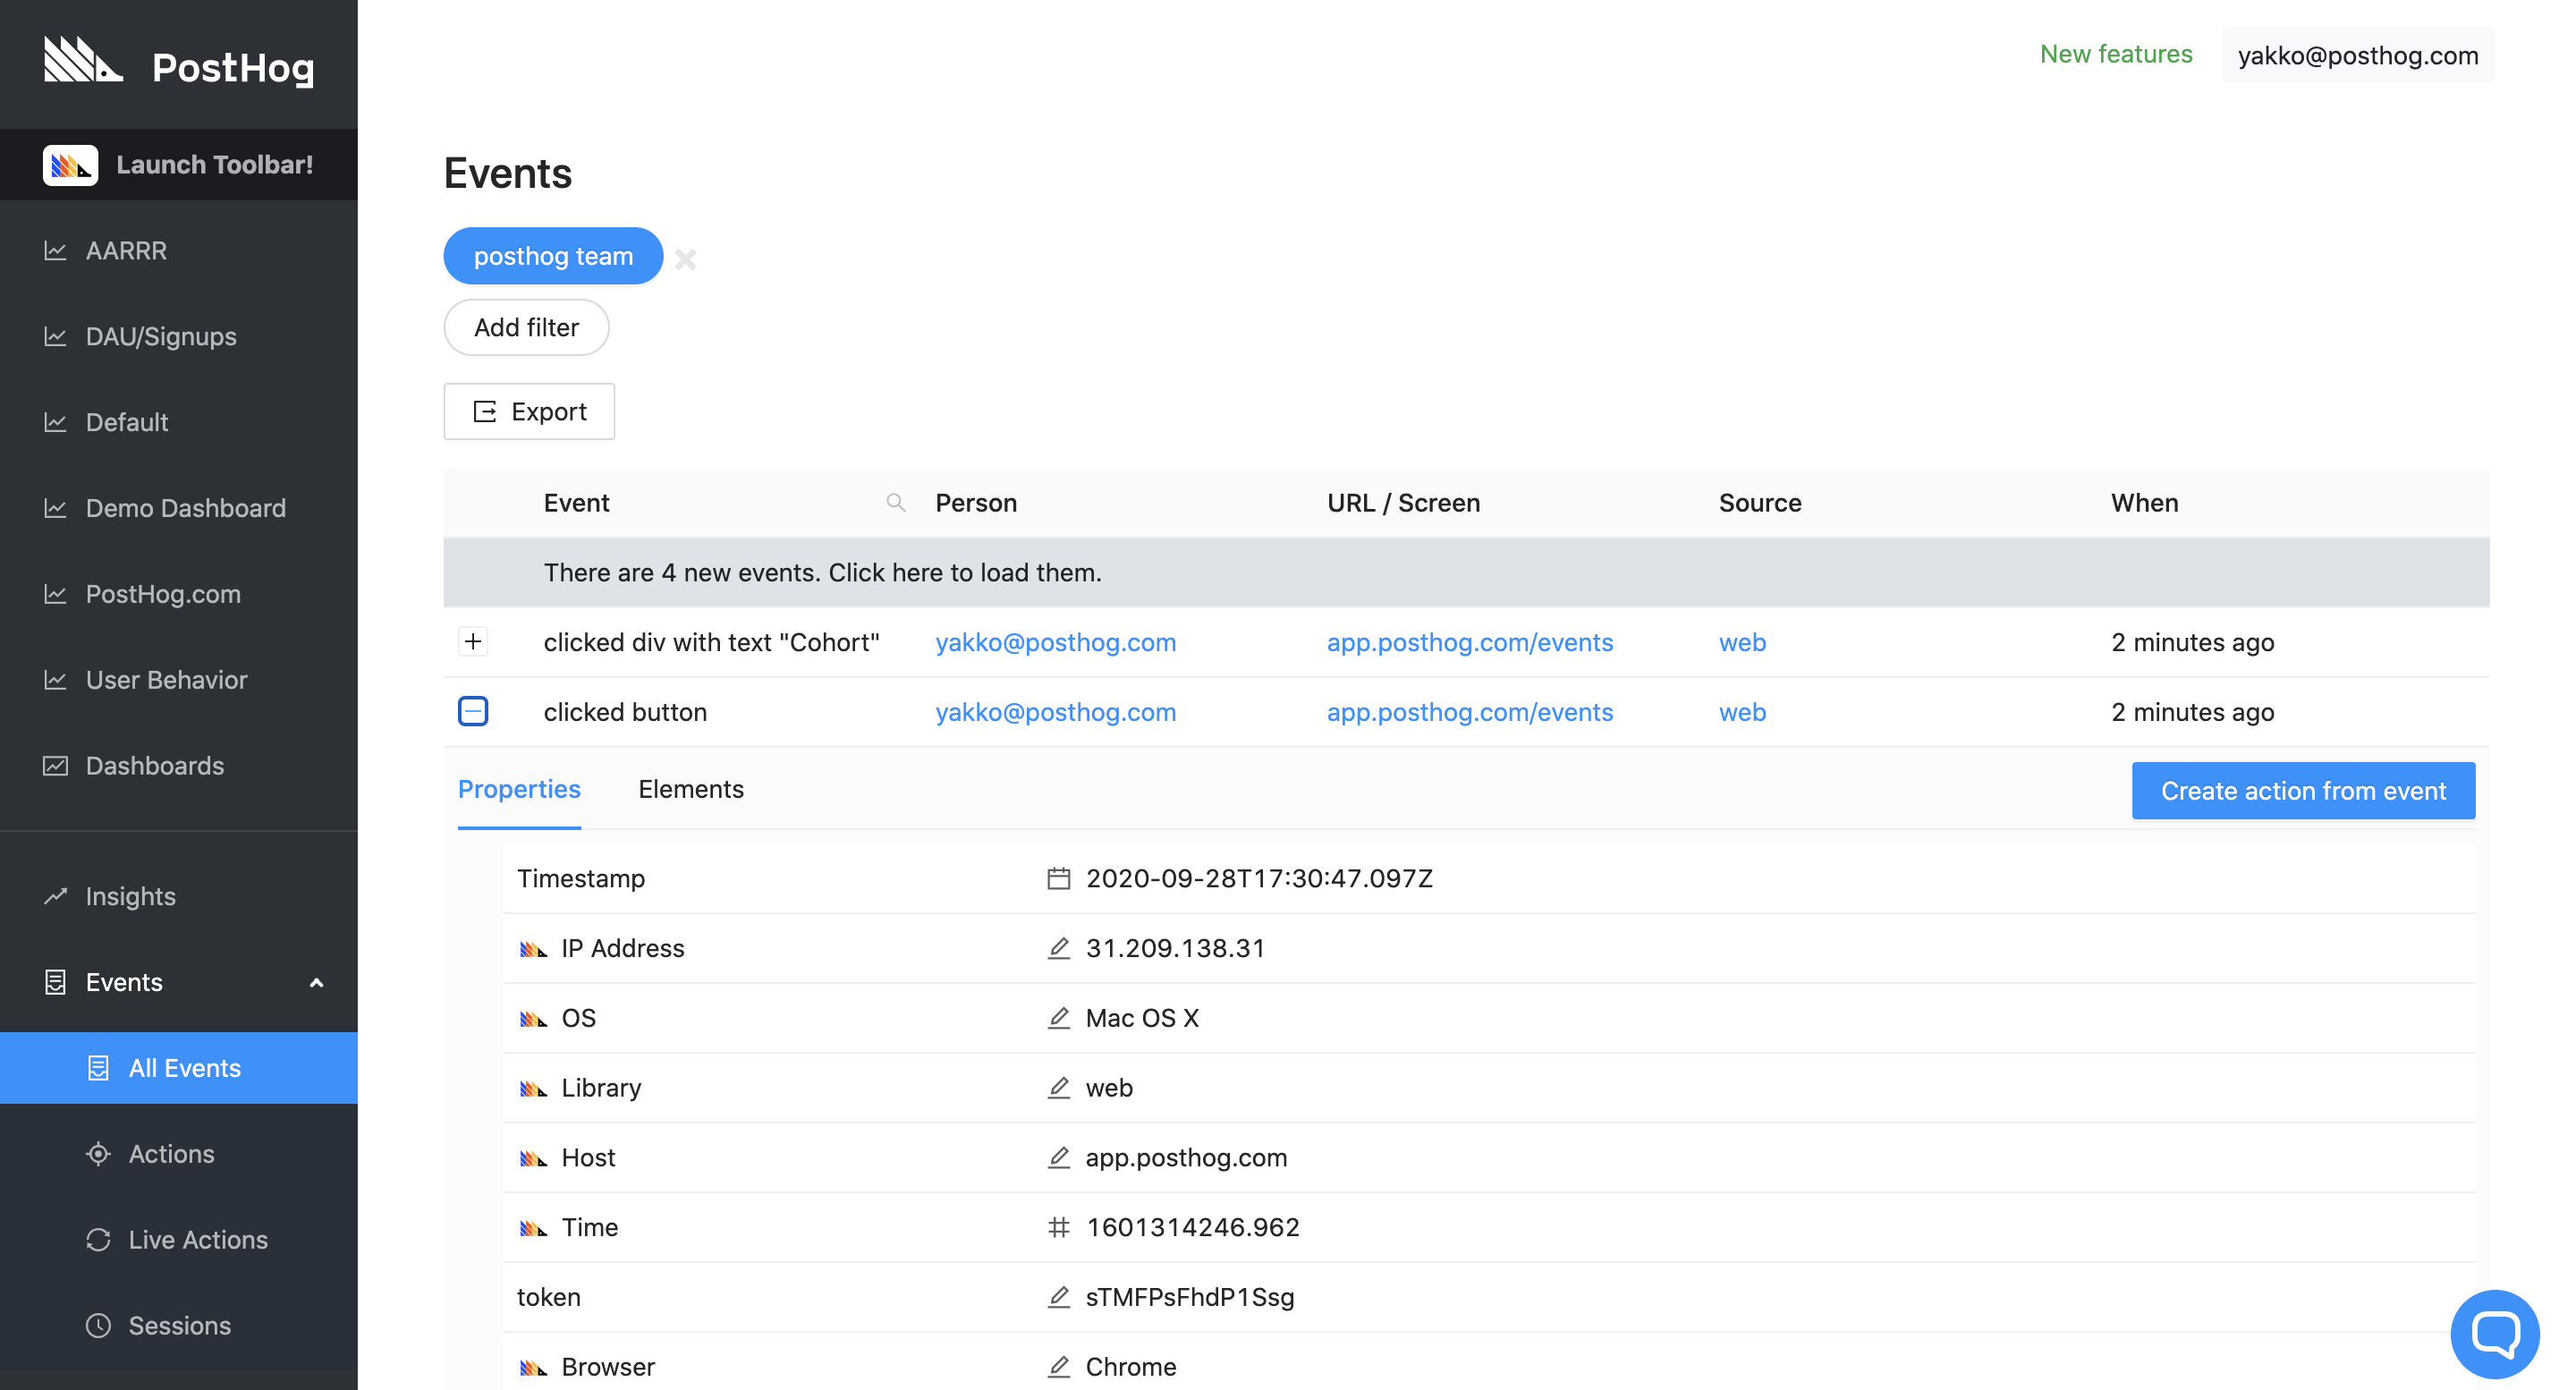 PostHog
Launch Toolbar!
AARRR
DAU/Signups
Default
Demo Dashboard
PostHog.com
User Behavior
Dashboards
Insights
Events
All Events
Actions
Live Actions
Sessions
New features
yakko@posthog.com
Events
posthog team
Add filter
Export
Event Person URL / Screen Source When
There are 4 new events. Click here to load them.
clicked div with text "Cohort" yakko@posthog.com app.posthog.com/events web 2 minutes ago
clicked button yakko@posthog.com app.posthog.com/events web 2 minutes ago
Properties Elements Create action from event
Timestamp 2020-09-28T17:30:47.097Z
IP Address 31.209.138.31
OS Mac OS X
Library web
Host app.posthog.com
Time 1601314246.962
token sTMFPsFhdP1Ssg
Browser Chrome